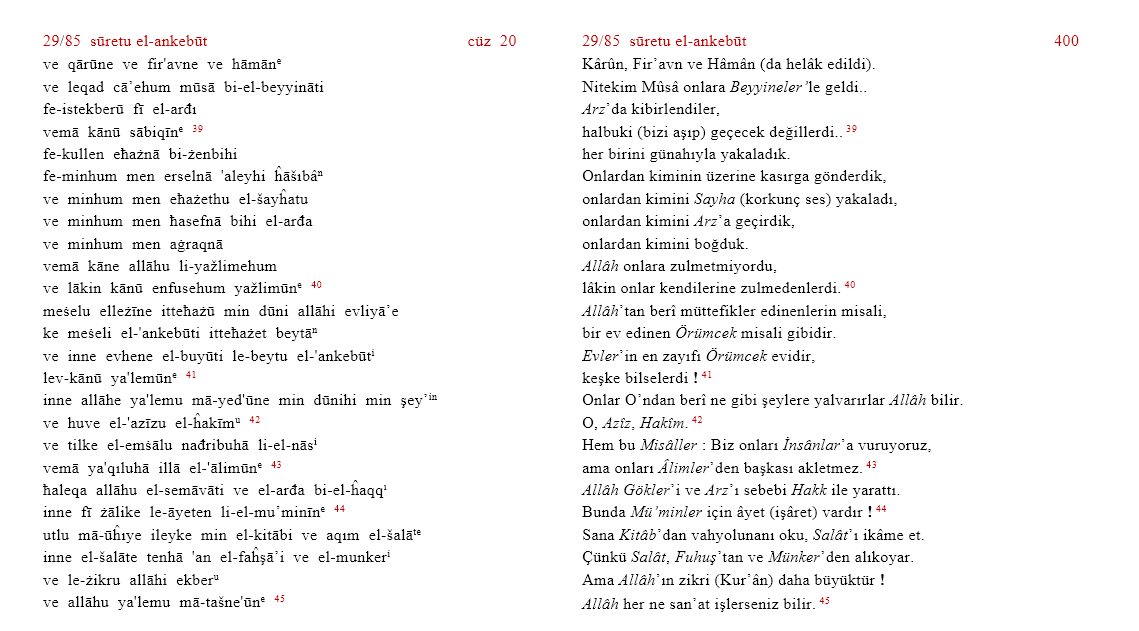 29/85 sūretu el-ankebūt cüz 20
ve qārūne ve fir'avne ve hāmānᵉ
ve leqad cā’ehum mūsā bi-el-beyyināti
fe-istekberū fī el-arđı
vemā kānū sābiqīnᵉ 39
fe-kullen eħażnā bi-żenbihi
fe-minhum men erselnā 'aleyhi ĥāšıbâⁿ
ve minhum men eħażethu el-šayĥatu
ve minhum men ħasefnā bihi el-arđa
ve minhum men aġraqnā
vemā kāne allāhu li-yažlimehum
ve lākin kānū enfusehum yažlimūnᵉ 40
meśelu elleżīne itteħażū min dūni allāhi evliyā’e
ke meśeli el-'ankebūti itteħażet beytāⁿ
ve inne evhene el-buyūti le-beytu el-'ankebūtⁱ
lev-kānū ya'lemūnᵉ 41
inne allāhe ya'lemu mā-yed'ūne min dūnihi min şey’ⁱⁿ
ve huve el-'azīzu el-ĥakīmᵘ 42
ve tilke el-emśālu nađribuhā li-el-nāsⁱ
vemā ya'qıluhā illā el-'ālimūnᵉ 43
ħaleqa allāhu el-semāvāti ve el-arđa bi-el-ĥaqqᶦ
inne fī żālike le-āyeten li-el-mu’minīnᵉ 44
utlu mā-ūĥıye ileyke min el-kitābi ve aqım el-šalāᵗᵉ
inne el-šalāte tenhā 'an el-faĥşā’i ve el-munkerⁱ
ve le-żikru allāhi ekberᵘ
ve allāhu ya'lemu mā-tašne'ūnᵉ 45
29/85 sūretu el-ankebūt 400
Kârûn, Fir’avn ve Hâmân (da helâk edildi).
Nitekim Mûsâ onlara Beyyineler’le geldi..
Arz’da kibirlendiler,
halbuki (bizi aşıp) geçecek değillerdi.. 39
her birini günahıyla yakaladık.
Onlardan kiminin üzerine kasırga gönderdik,
onlardan kimini Sayha (korkunç ses) yakaladı,
onlardan kimini Arz’a geçirdik,
onlardan kimini boğduk.
Allâh onlara zulmetmiyordu,
lâkin onlar kendilerine zulmedenlerdi. 40
Allâh’tan berî müttefikler edinenlerin misali,
bir ev edinen Örümcek misali gibidir.
Evler’in en zayıfı Örümcek evidir,
keşke bilselerdi ! 41
Onlar O’ndan berî ne gibi şeylere yalvarırlar Allâh bilir.
O, Azîz, Hakîm. 42
Hem bu Misâller : Biz onları İnsânlar’a vuruyoruz,
ama onları Âlimler’den başkası akletmez. 43
Allâh Gökler’i ve Arz’ı sebebi Hakk ile yarattı.
Bunda Mü’minler için âyet (işâret) vardır ! 44
Sana Kitâb’dan vahyolunanı oku, Salât’ı ikâme et.
Çünkü Salât, Fuhuş’tan ve Münker’den alıkoyar.
Ama Allâh’ın zikri (Kur’ân) daha büyüktür !
Allâh her ne san’at işlerseniz bilir. 45